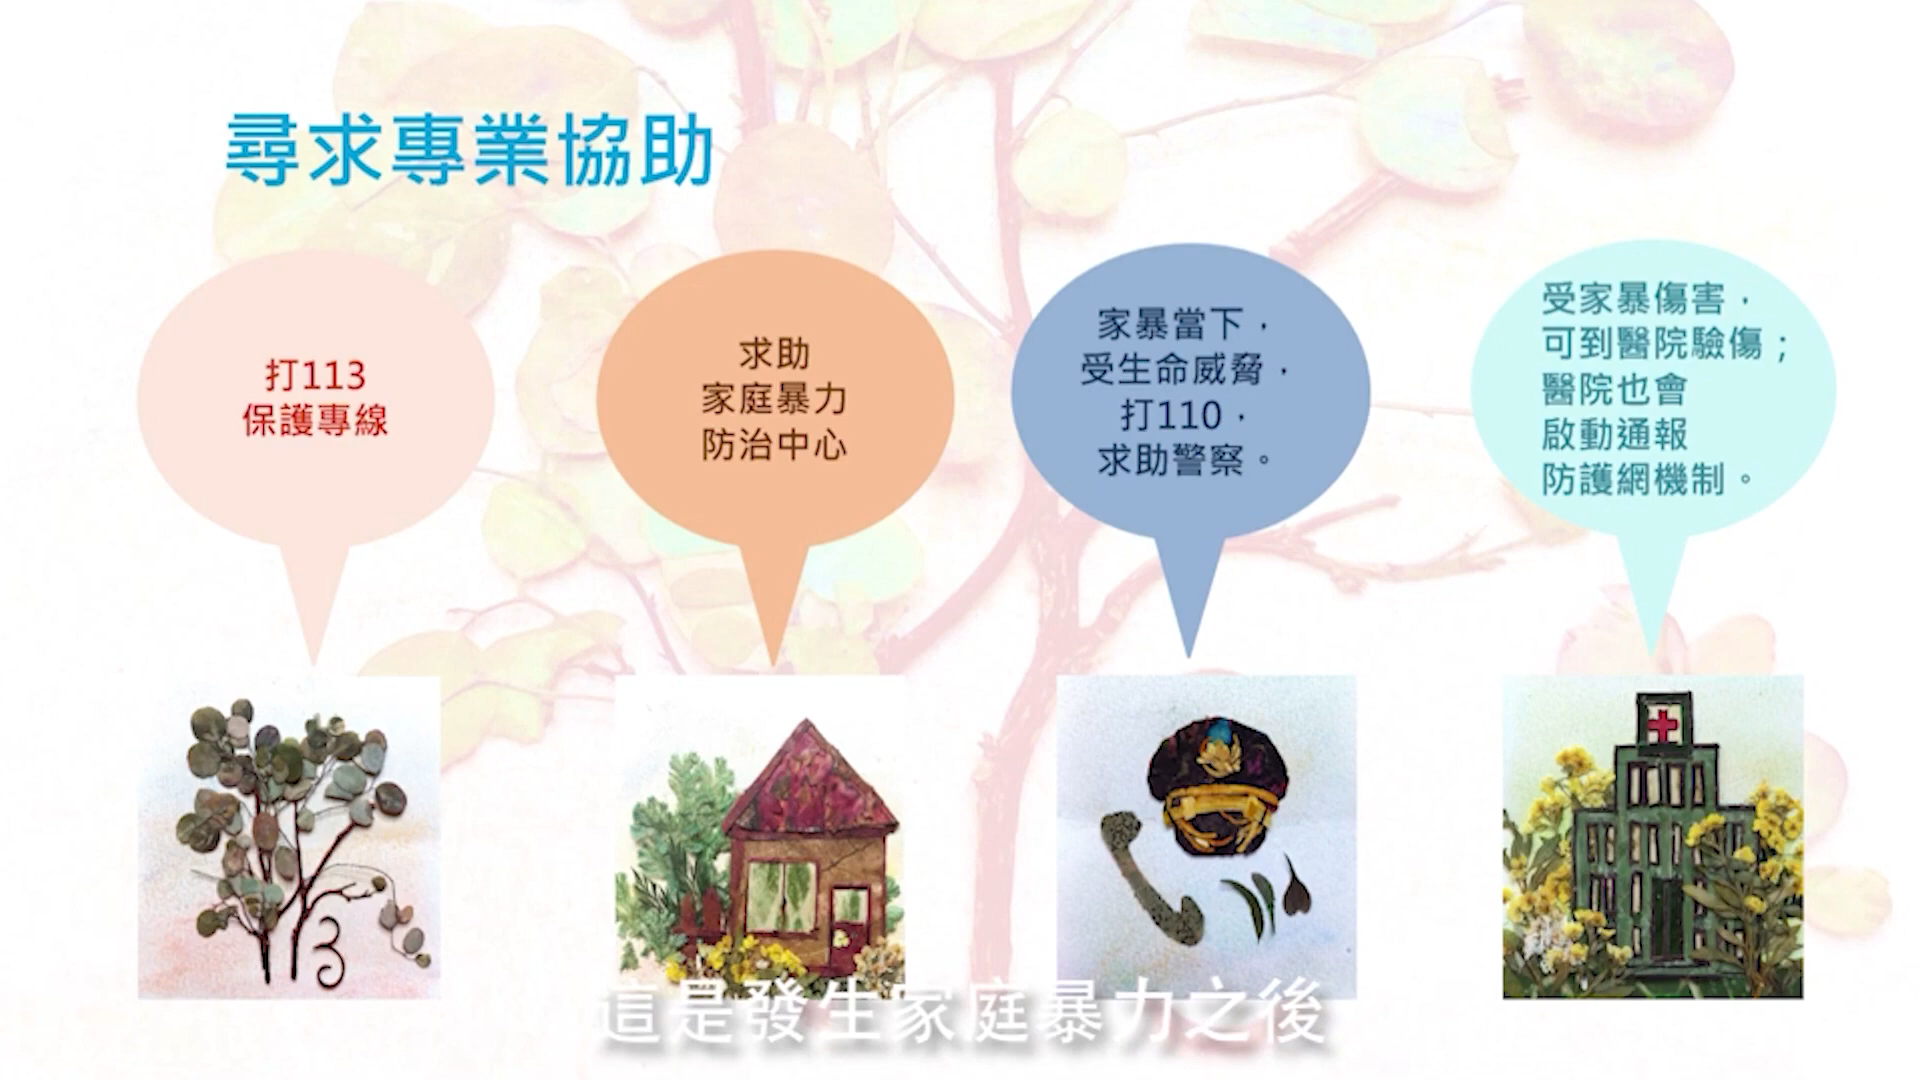 尋求專業協助
打113
保護專線
求助
家庭暴力
防治中心
家暴當下，
受生命威脅，
打110，
求助警察。
受家暴傷害，
可到醫院驗傷；
醫院也會
啟動通報
防護網機制。
這是發生家庭暴力之後